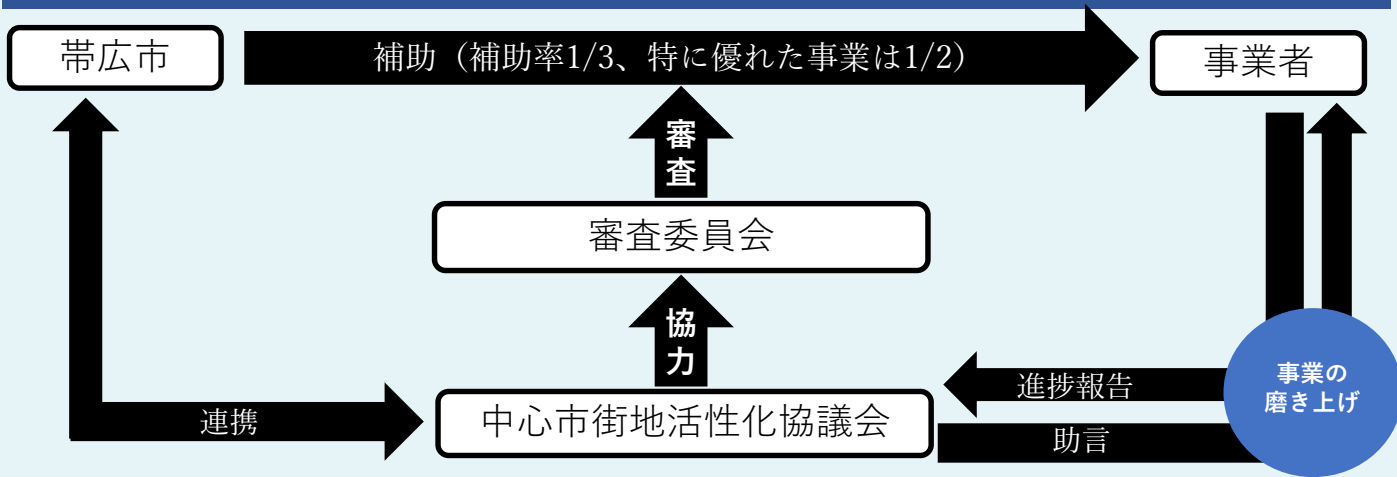 帯広市
補助（補助率1/3、特に優れた事業は1/2）
事業者
審査
審査委員会
協力
進捗報告
事業の
磨き上げ
連携
中心市街地活性化協議会
助言